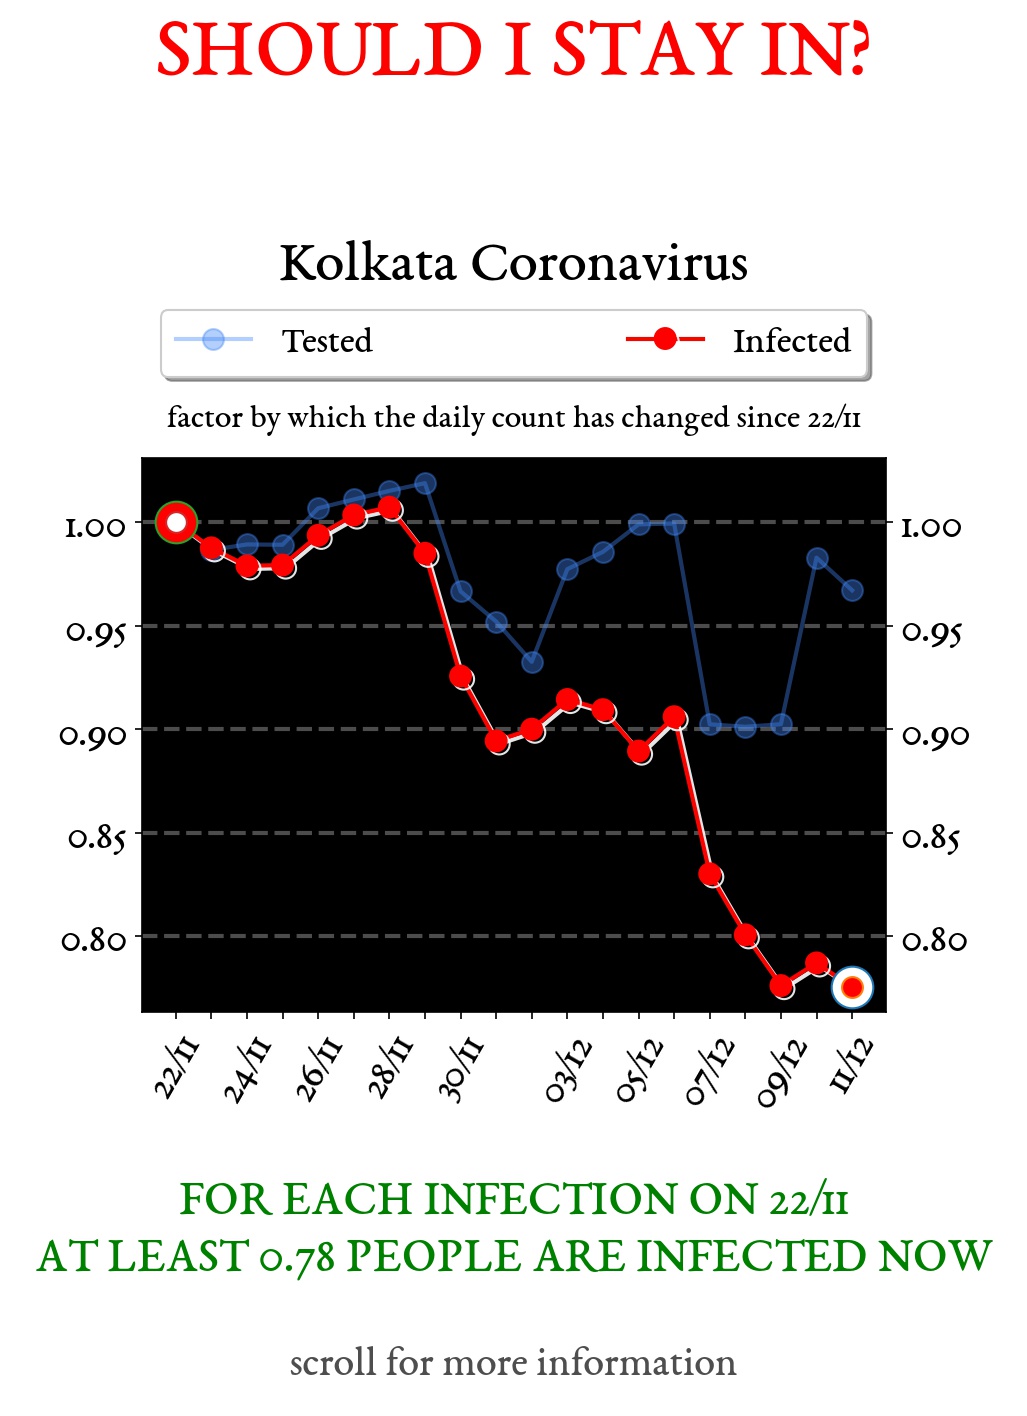 SHOULD I STAY IN?
Kolkata Coronavirus
Tested Infected
factor by which the daily count has changed since 22/11
1.00 1.00
0.95 0.95
0.90 0.90
0.85 0.85
0.80 0.80
22/11 24/11 26/11 28/11 30/11 03/12 05/12 07/12 09/12 11/12
FOR EACH INFECTION ON 22/11
AT LEAST 0.78 PEOPLE ARE INFECTED NOW
scroll for more information